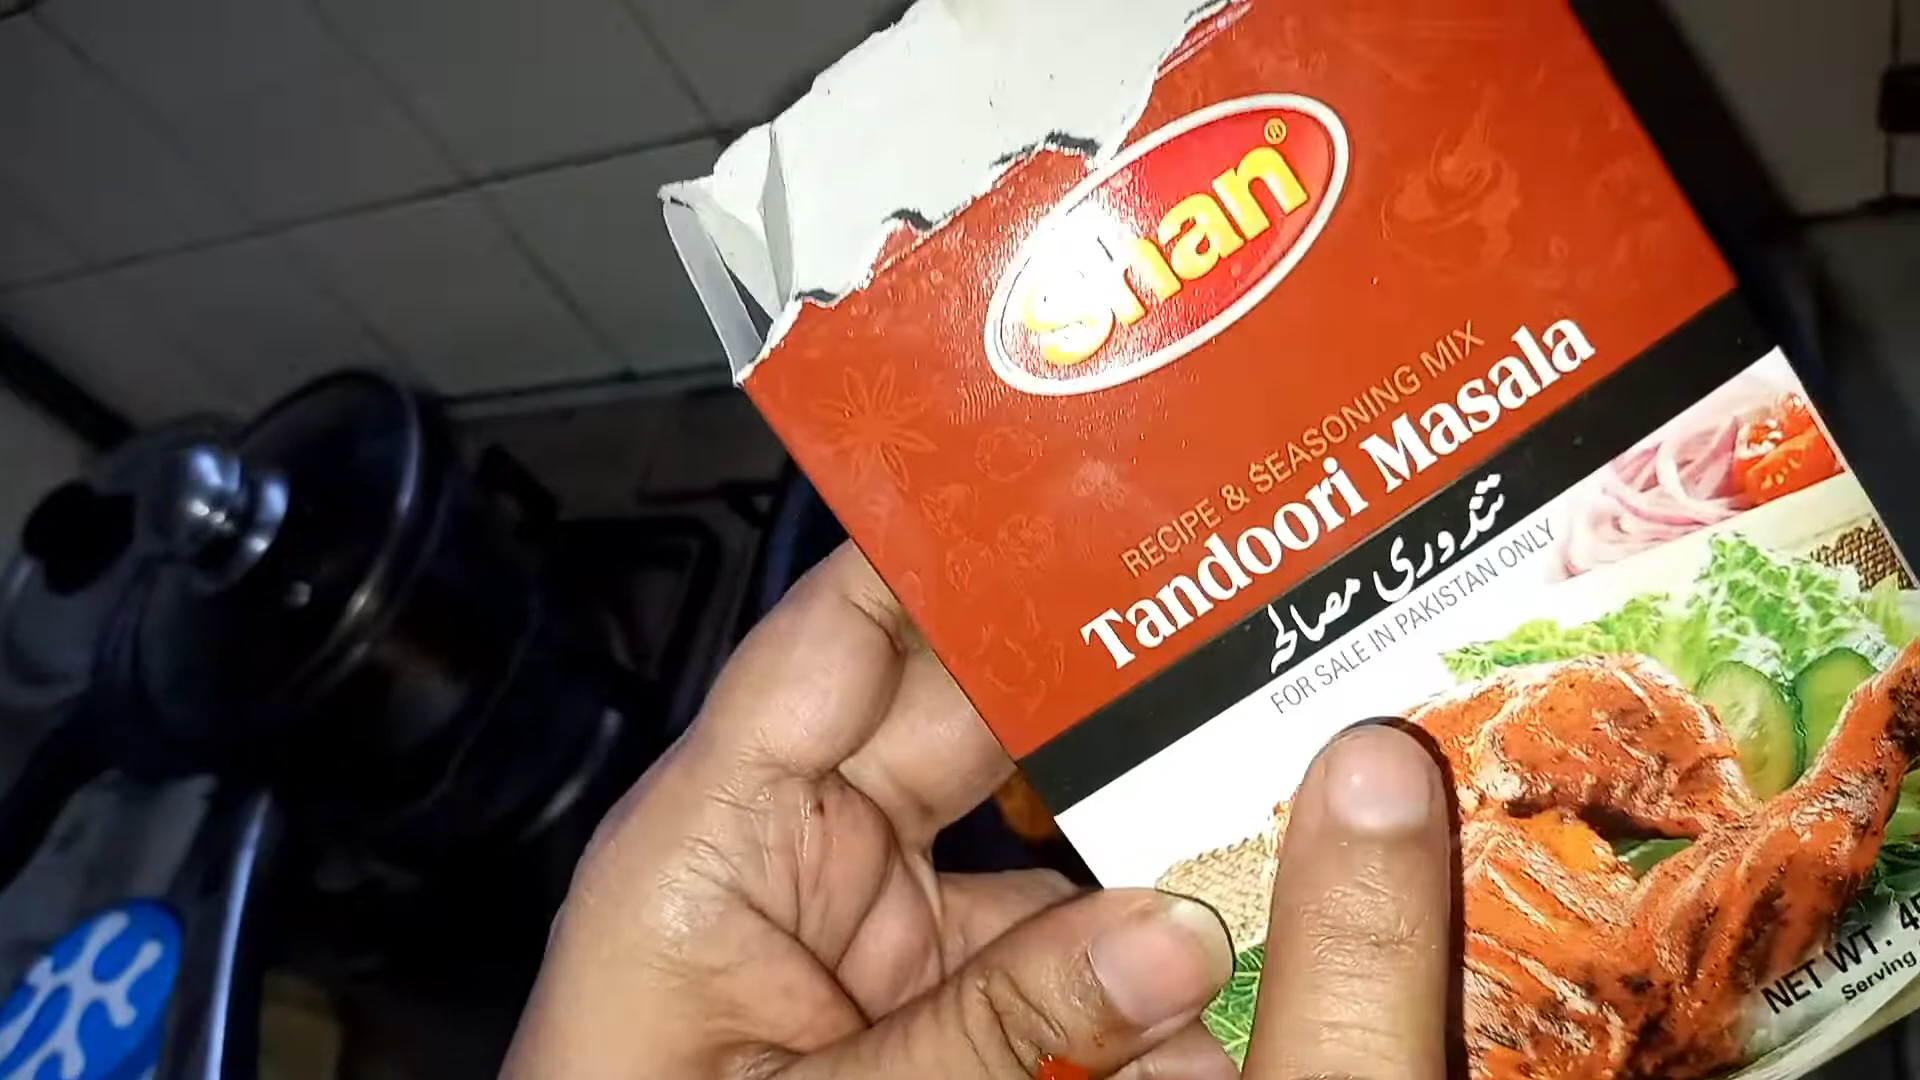 Shan®
RECIPE & SEASONING MIX
Tandoori Masala
تندوری مصالحہ
FOR SALE IN PAKISTAN ONLY
NET WT.
Serving